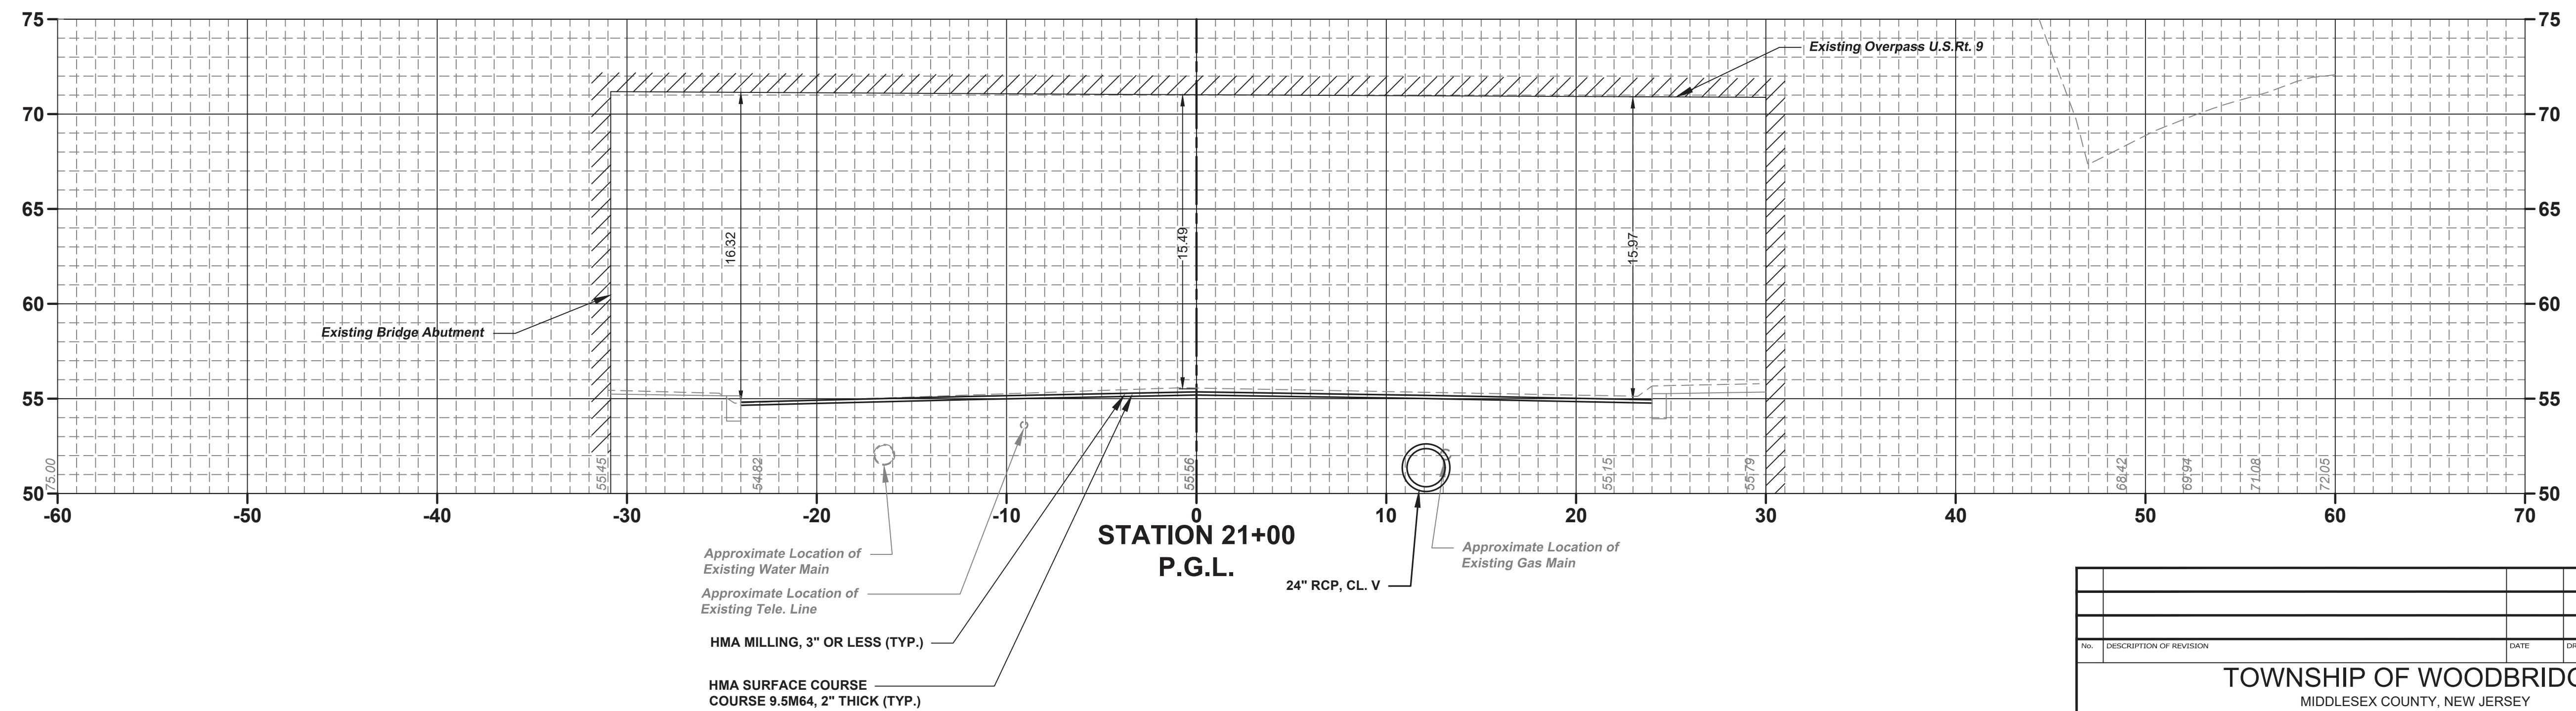 75
75
Existing Overpass U.S.Rt. 9
70
70
65
65
16.32
15.49
15.97
60
60
Existing Bridge Abutment
55
55
75.00
55.45
54.82
55.56
55.15
55.79
68.42
69.94
71.08
72.05
50
50
-60
-50
-40
-30
-20
-10
0
10
20
30
40
50
60
70
STATION 21+00
P.G.L.
Approximate Location of
Existing Water Main
Approximate Location of
Existing Gas Main
24" RCP, CL. V
Approximate Location of
Existing Tele. Line
HMA MILLING, 3" OR LESS (TYP.)
HMA SURFACE COURSE
COURSE 9.5M64, 2" THICK (TYP.)
No. DESCRIPTION OF REVISION DATE DR
TOWNSHIP OF WOODBRIDG
MIDDLESEX COUNTY, NEW JERSEY